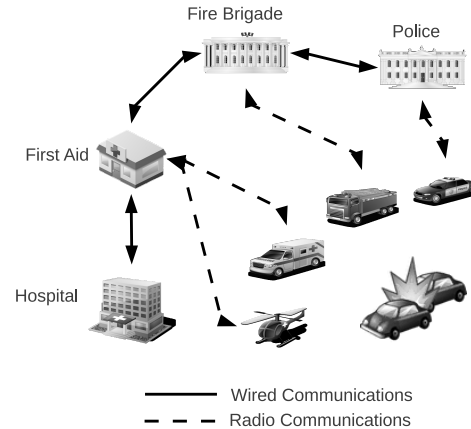 Fire Brigade
Police
First Aid
Hospital
Wired Communications
Radio Communications